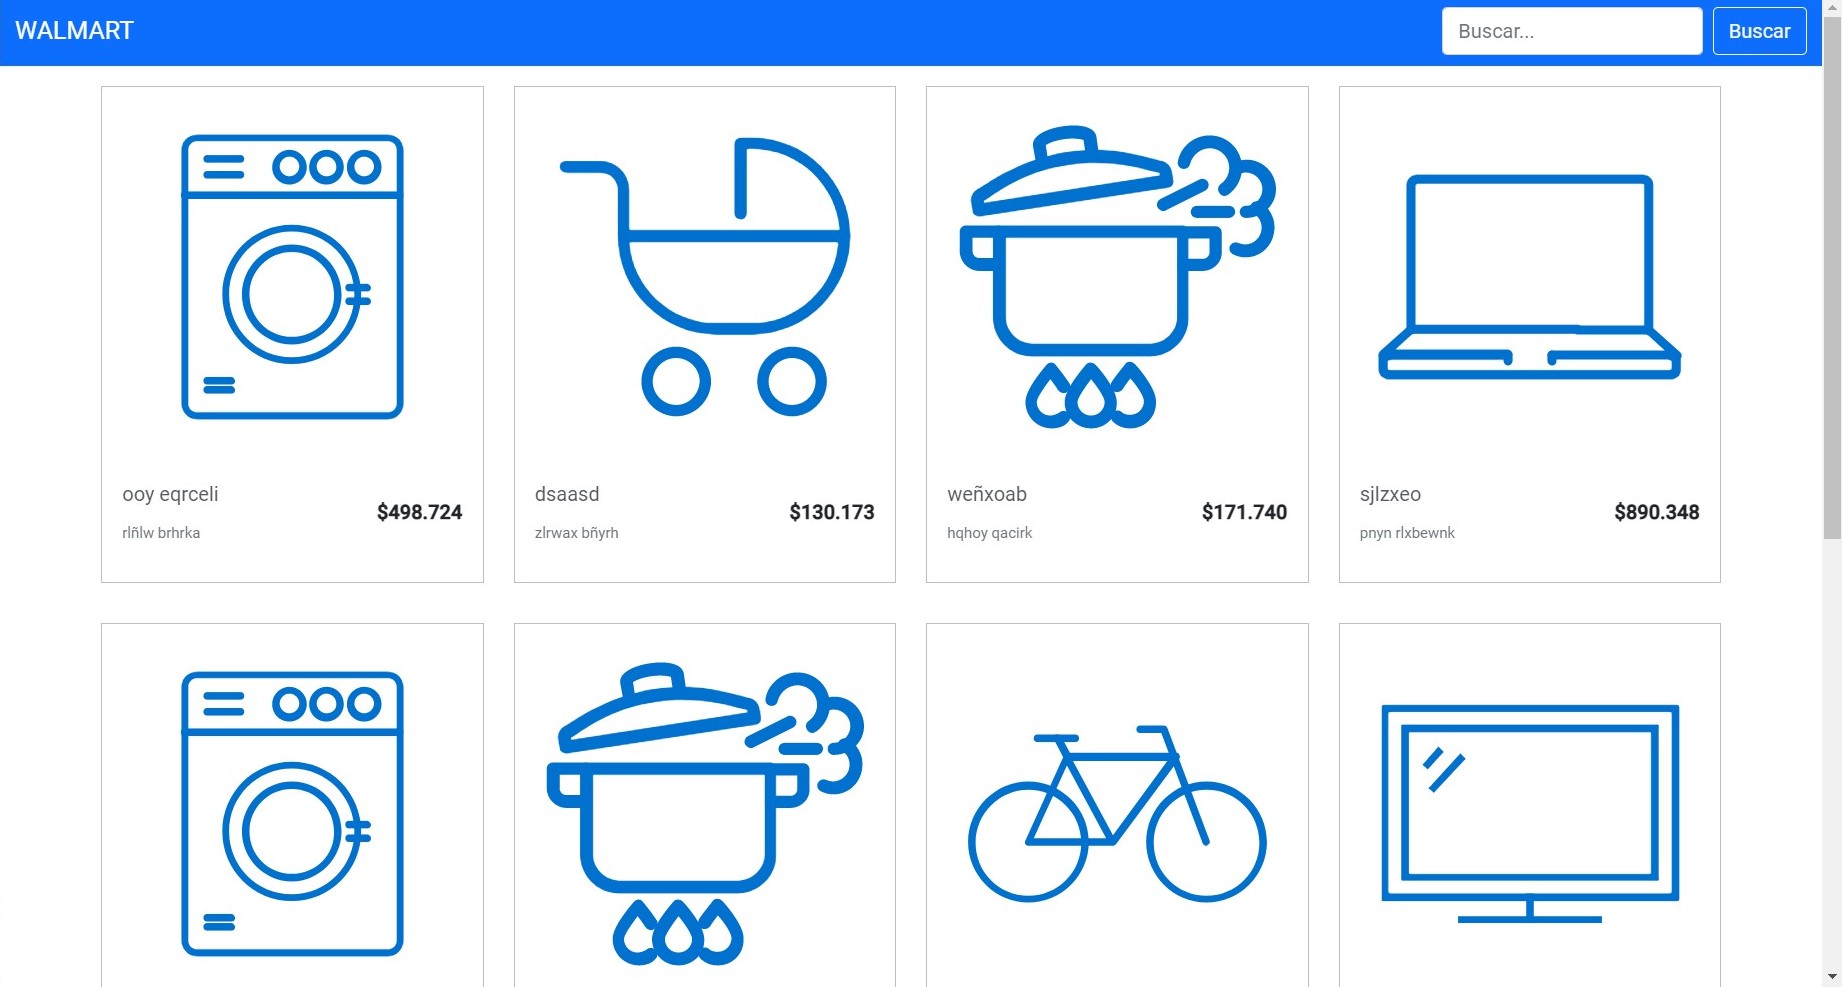 WALMART
Buscar...
Buscar
ooy eqrceli
rlñlw brhrka
$498.724
dsaasd
zlrwax bñyrh
$130.173
weñxoab
hqhoy qacirk
$171.740
sjlzxeo
pnyn rlxbewnk
$890.348